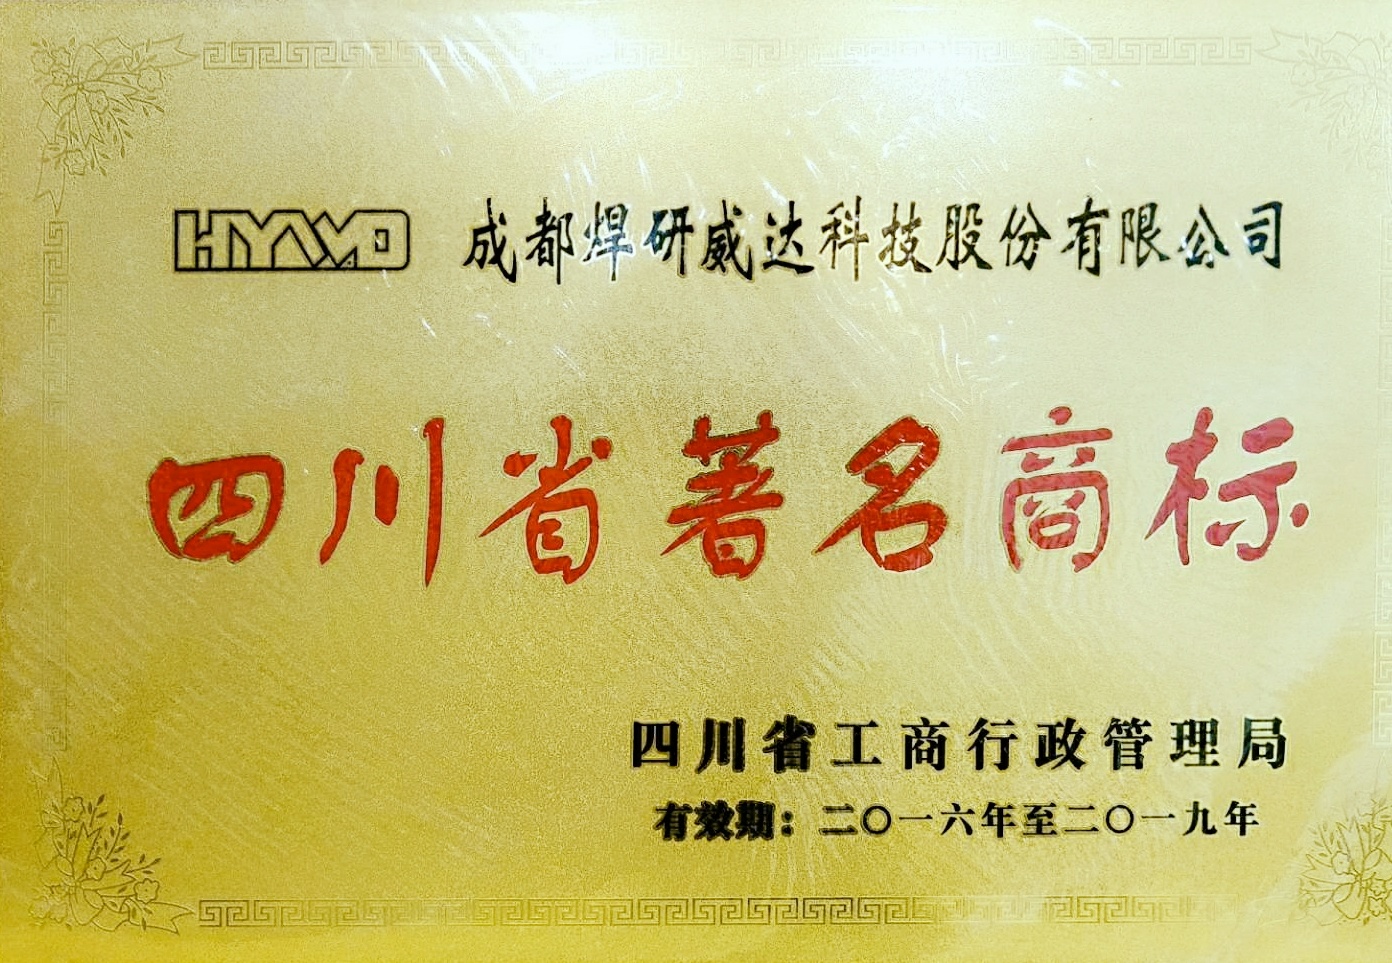 HYWD 成都焊研威达科技股份有限公司
四川省著名商标
四川省工商行政管理局
有效期：二〇一六年至二〇一九年